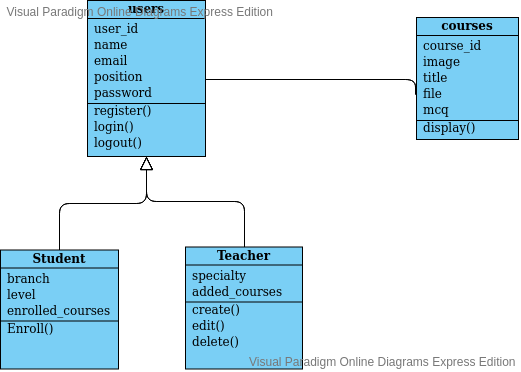 Visual Paradigm Online Diagrams Express Edition
users
user_id
name
email
position
password
register()
login()
logout()
courses
course_id
image
title
file
mcq
display()
Student
branch
level
enrolled_courses
Enroll()
Teacher
specialty
added_courses
create()
edit()
delete()
Visual Paradigm Online Diagrams Express Edition